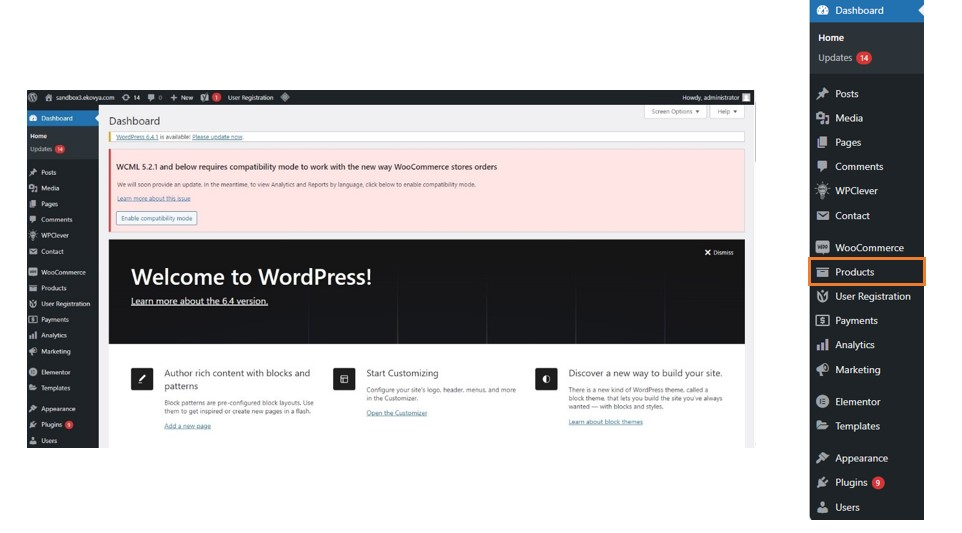 sandbox3.ekovya.com 14 0 New 1 User Registration Howdy, administrator
Dashboard
Home
Updates 14
Posts
Media
Pages
Comments
WPClever
Contact
WooCommerce
Products
User Registration
Payments
Analytics
Marketing
Elementor
Templates
Appearance
Plugins 9
Users
Screen Options Help
Dashboard
WordPress 6.4.1 is available! Please update now.
WCML 5.2.1 and below requires compatibility mode to work with the new way WooCommerce stores orders
We will soon provide an update. In the meantime, to view Analytics and Reports by language, click below to enable compatibility mode.
Learn more about this issue
Enable compatibility mode
Dismiss
Welcome to WordPress!
Learn more about the 6.4 version.
Author rich content with blocks and
patterns
Block patterns are pre-configured block layouts. Use
them to get inspired or create new pages in a flash.
Add a new page
Start Customizing
Configure your site's logo, header, menus, and more
in the Customizer.
Open the Customizer
Discover a new way to build your site.
There is a new kind of WordPress theme, called a
block theme, that lets you build the site you've always
wanted — with blocks and styles.
Learn about block themes
Dashboard
Home
Updates 14
Posts
Media
Pages
Comments
WPClever
Contact
WooCommerce
Products
User Registration
Payments
Analytics
Marketing
Elementor
Templates
Appearance
Plugins 9
Users